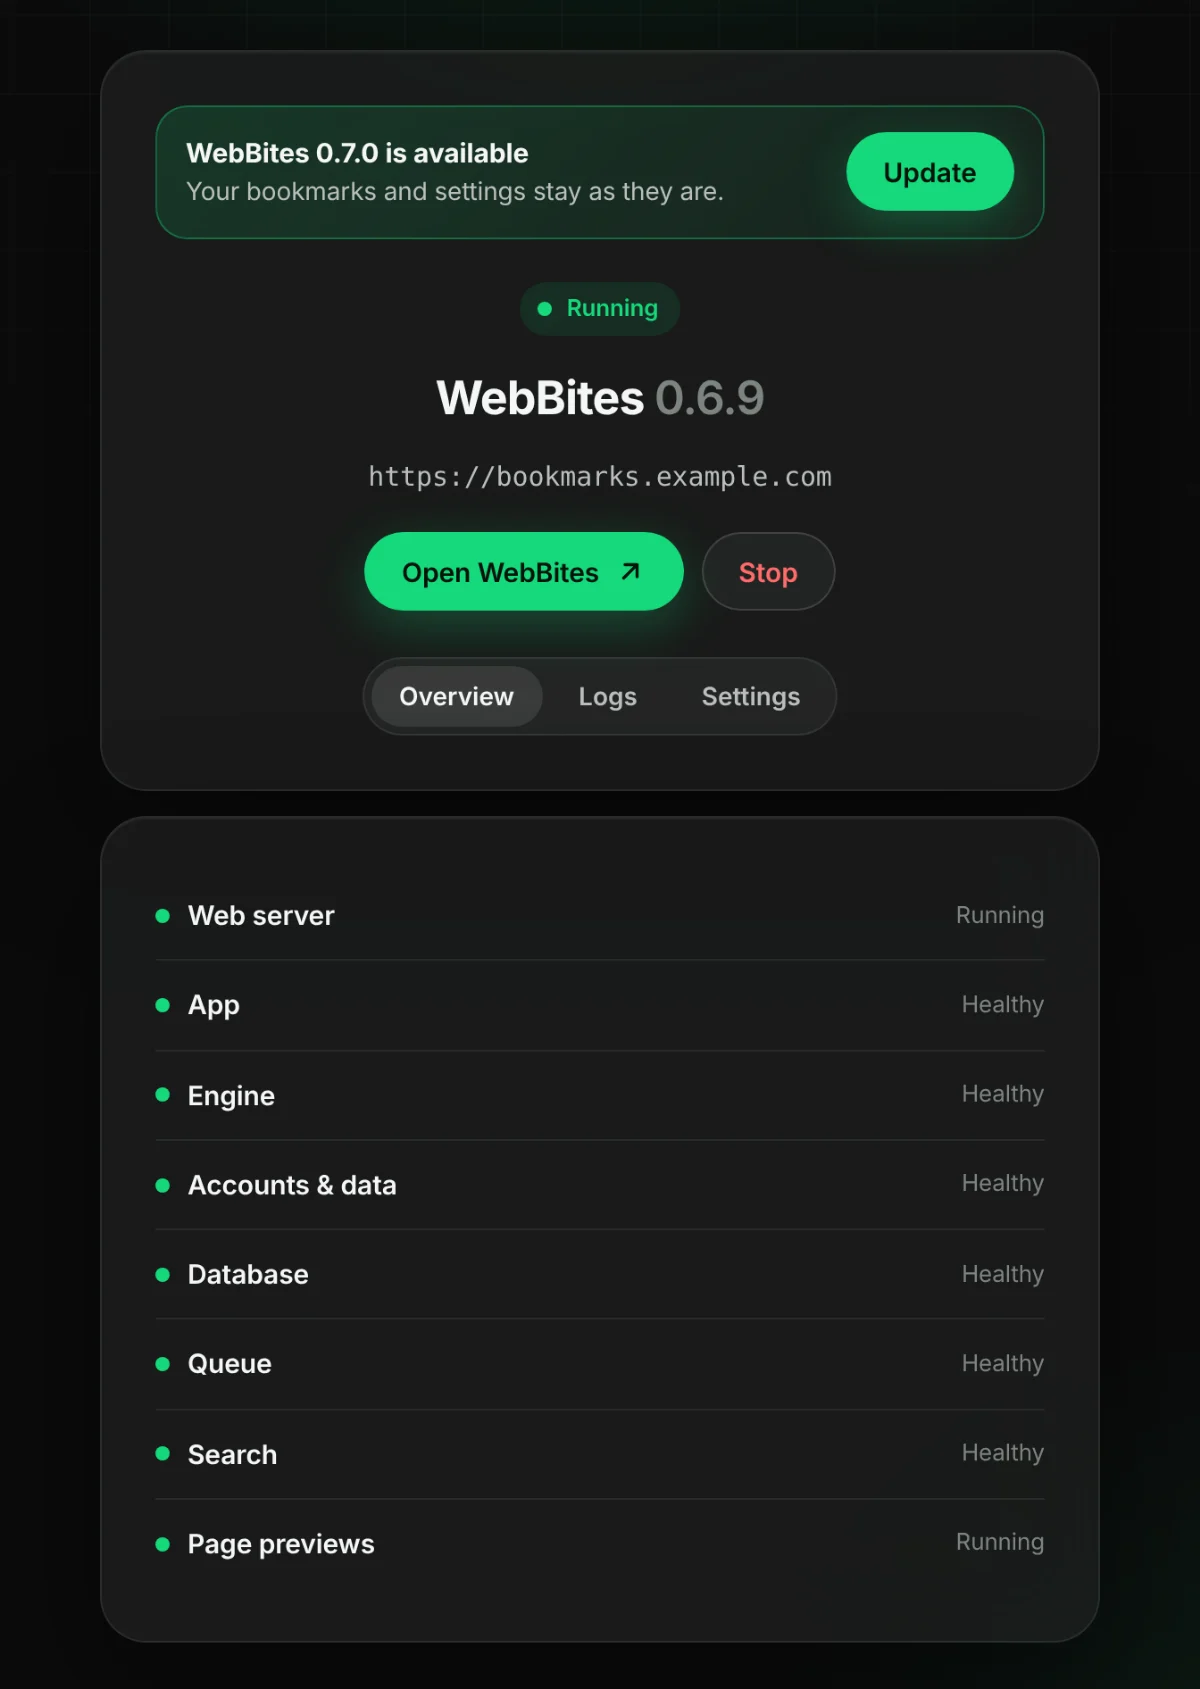 WebBites 0.7.0 is available
Your bookmarks and settings stay as they are.
Update
Running
WebBites 0.6.9
https://bookmarks.example.com
Open WebBites
Stop
Overview Logs Settings
Web server Running
App Healthy
Engine Healthy
Accounts & data Healthy
Database Healthy
Queue Healthy
Search Healthy
Page previews Running